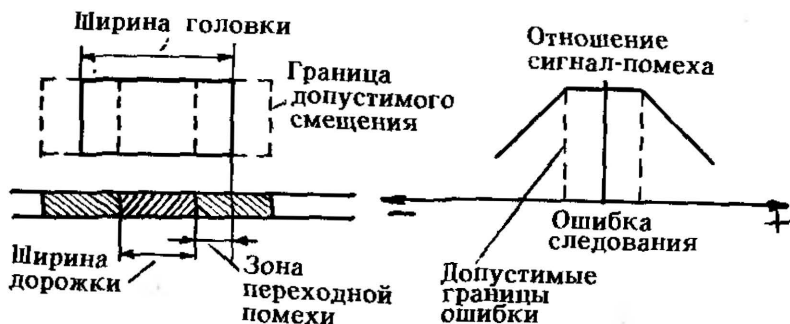 Ширина головки
Граница
допустимого
смещения
Ширина
дорожки
Зона
переходной
помехи
Отношение
сигнал-помеха
−
+
Ошибка
следования
Допустимые
границы
ошибки